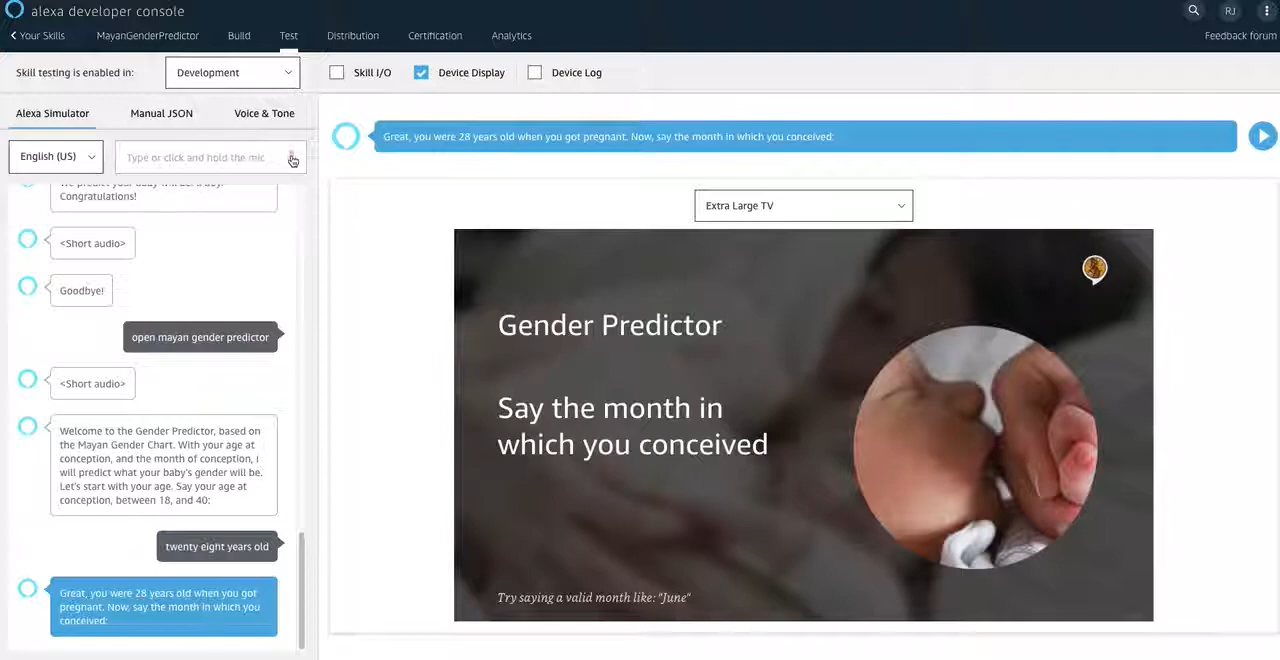 alexa developer console
RJ
Your Skills
MayanGenderPredictor
Build
Test
Distribution
Certification
Analytics
Feedback forum
Skill testing is enabled in:
Development
Skill I/O
Device Display
Device Log
Alexa Simulator
Manual JSON
Voice & Tone
English (US)
Type or click and hold the mic
We predict your baby will be: a boy!
Congratulations!
<Short audio>
Goodbye!
open mayan gender predictor
<Short audio>
Welcome to the Gender Predictor, based on
the Mayan Gender Chart. With your age at
conception, and the month of conception, I
will predict what your baby's gender will be.
Let's start with your age. Say your age at
conception, between 18, and 40:
twenty eight years old
Great, you were 28 years old when you got
pregnant. Now, say the month in which you
conceived:
Great, you were 28 years old when you got pregnant. Now, say the month in which you conceived:
Extra Large TV
Gender Predictor
Say the month in
which you conceived
Try saying a valid month like: "June"